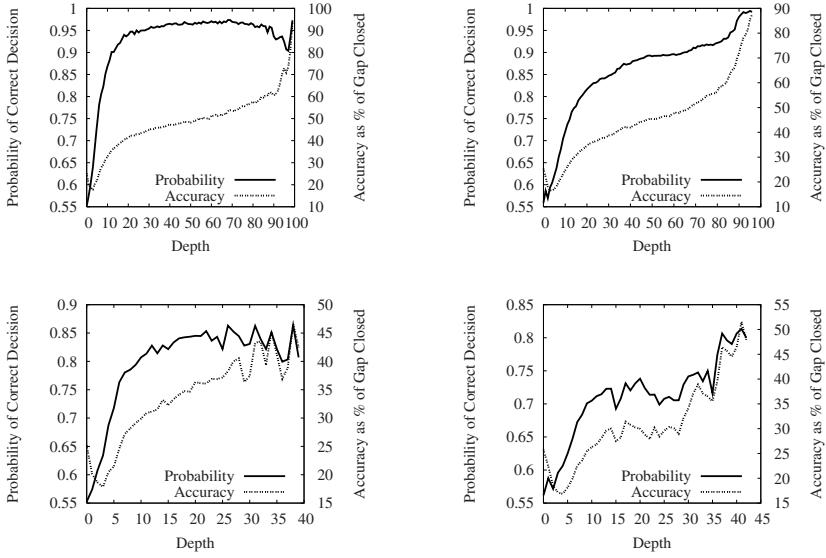 Probability of Correct Decision
1
0.95
0.9
0.85
0.8
0.75
0.7
0.65
0.6
0.55
0 10 20 30 40 50 60 70 80 90 100
Depth
100
90
80
70
60
50
40
30
20
10
Accuracy as % of Gap Closed
Probability
Accuracy
Probability of Correct Decision
1
0.95
0.9
0.85
0.8
0.75
0.7
0.65
0.6
0.55
0 10 20 30 40 50 60 70 80 90 100
Depth
90
80
70
60
50
40
30
20
10
Accuracy as % of Gap Closed
Probability
Accuracy
Probability of Correct Decision
0.9
0.85
0.8
0.75
0.7
0.65
0.6
0.55
0 5 10 15 20 25 30 35 40
Depth
50
45
40
35
30
25
20
15
Accuracy as % of Gap Closed
Probability
Accuracy
Probability of Correct Decision
0.85
0.8
0.75
0.7
0.65
0.6
0.55
0 5 10 15 20 25 30 35 40 45
Depth
55
50
45
40
35
30
25
20
15
Accuracy as % of Gap Closed
Probability
Accuracy